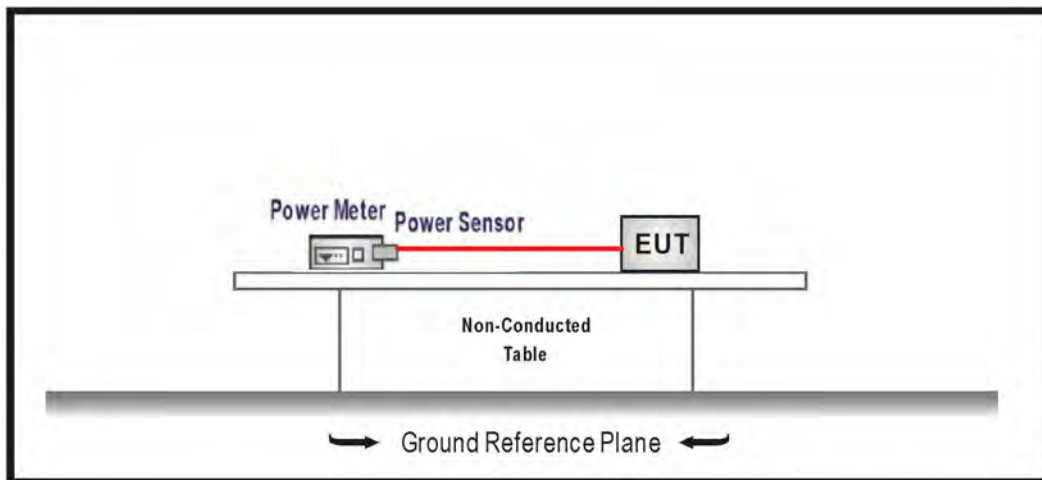 Power Meter
Power Sensor
EUT
Non-Conducted
Table
Ground Reference Plane